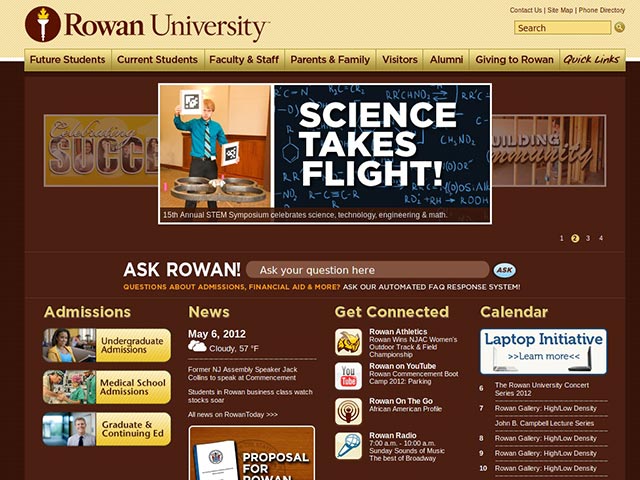 Rowan University
Contact Us | Site Map | Phone Directory
Search
Future Students
Current Students
Faculty & Staff
Parents & Family
Visitors
Alumni
Giving to Rowan
Quick Links
Celebrating
SUCC
SCIENCE
TAKES
FLIGHT!
BUILDING
Community
15th Annual STEM Symposium celebrates science, technology, engineering & math.
1 2 3 4
ASK ROWAN!
Ask your question here
ASK
QUESTIONS ABOUT ADMISSIONS, FINANCIAL AID & MORE? ASK OUR AUTOMATED FAQ RESPONSE SYSTEM!
Admissions
Undergraduate
Admissions
Medical School
Admissions
Graduate &
Continuing Ed
News
May 6, 2012
Cloudy, 57 °F
Former NJ Assembly Speaker Jack
Collins to speak at Commencement
Students in Rowan business class watch
stocks soar
All news on RowanToday >>>
PROPOSAL
FOR
ROWAN
Get Connected
Rowan Athletics
Rowan Wins NJAC Women's
Outdoor Track & Field
Championship
You
Tube
Rowan on YouTube
Rowan Commencement Boot
Camp 2012: Parking
Rowan On The Go
African American Profile
Rowan Radio
7:00 a.m. - 10:00 a.m.
Sunday Sounds of Music
The best of Broadway
Calendar
Laptop Initiative
>>Learn more<<
6 The Rowan University Concert
Series 2012
7 Rowan Gallery: High/Low Density
John B. Campbell Lecture Series
8 Rowan Gallery: High/Low Density
9 Rowan Gallery: High/Low Density
10 Rowan Gallery: High/Low Density